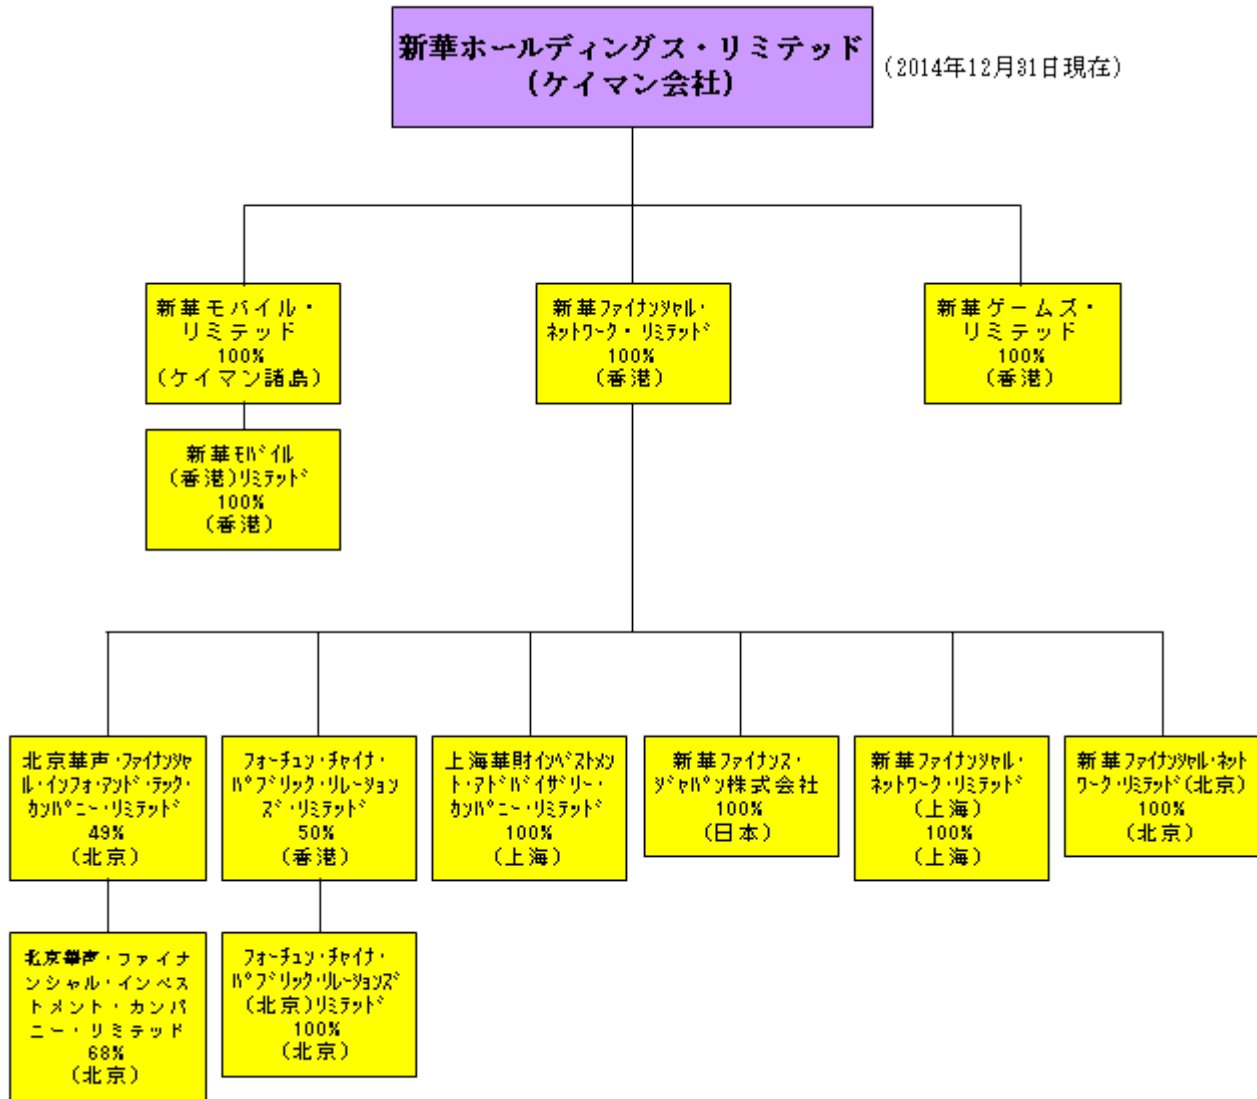 新華ホールディングス・リミテッド
(ケイマン会社)
(2014年12月31日現在)
新華モバイル・
リミテッド
100%
(ケイマン諸島)
新華ﾌｧｲﾅﾝｼｬﾙ・
ﾈｯﾄﾜｰｸ・ﾘﾐﾃｯﾄﾞ
100%
(香港)
新華ゲームズ・
リミテッド
100%
(香港)
新華ﾓﾊﾞｲﾙ
(香港)ﾘﾐﾃｯﾄﾞ
100%
(香港)
北京華声・ﾌｧｲﾅﾝｼｬ
ﾙ・ｲﾝﾌｫ・ｱﾝﾄﾞ・ﾃｯｸ・
ｶﾝﾊﾟﾆｰ・ﾘﾐﾃｯﾄﾞ
49%
(北京)
ﾌｫｰﾁｭﾝ・ﾁｬｲﾅ・
ﾊﾟﾌﾞﾘｯｸ・ﾘﾚｰｼｮﾝ
ｽﾞ・ﾘﾐﾃｯﾄﾞ
50%
(香港)
上海華財ｲﾝﾍﾞｽﾄﾒﾝ
ﾄ・ｱﾄﾞﾊﾞｲｻﾞﾘｰ・
ｶﾝﾊﾟﾆｰ・ﾘﾐﾃｯﾄﾞ
100%
(上海)
新華ﾌｧｲﾅﾝｽ・
ｼﾞｬﾊﾟﾝ株式会社
100%
(日本)
新華ﾌｧｲﾅﾝｼｬﾙ・
ﾈｯﾄﾜｰｸ・ﾘﾐﾃｯﾄﾞ
(上海)
100%
(上海)
新華ﾌｧｲﾅﾝｼｬﾙ・ﾈｯﾄ
ﾜｰｸ・ﾘﾐﾃｯﾄﾞ(北京)
100%
(北京)
北京華声・ファイナ
ンシャル・インベス
トメント・カンパ
ニー・リミテッド
68%
(北京)
ﾌｫｰﾁｭﾝ・ﾁｬｲﾅ・
ﾊﾟﾌﾞﾘｯｸ・ﾘﾚｰｼｮﾝｽﾞ
(北京)ﾘﾐﾃｯﾄﾞ
100%
(北京)